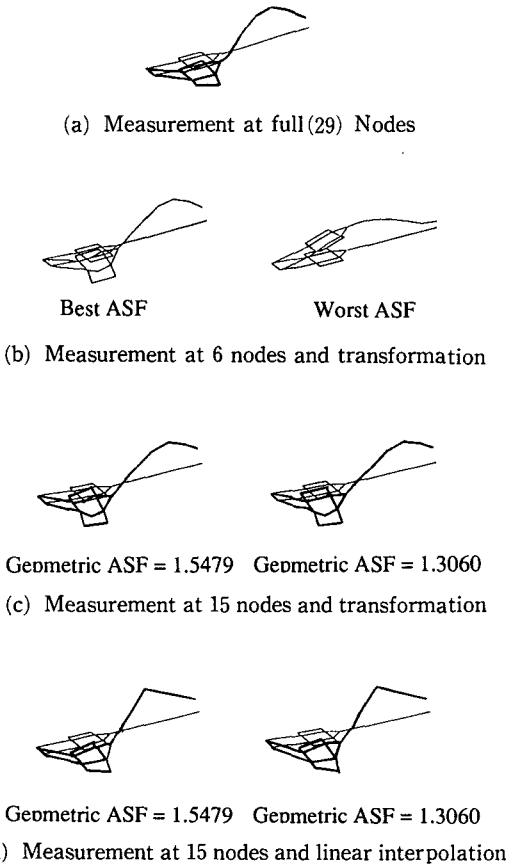 (a) Measurement at full (29) Nodes
Best ASF Worst ASF
(b) Measurement at 6 nodes and transformation
Geometric ASF = 1.5479 Geometric ASF = 1.3060
(c) Measurement at 15 nodes and transformation
Geometric ASF = 1.5479 Geometric ASF = 1.3060
) Measurement at 15 nodes and linear interpolation